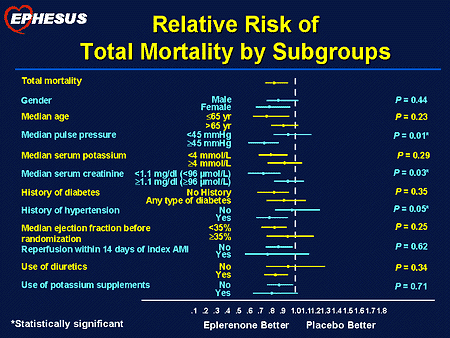 EPHESUS
Relative Risk of
Total Mortality by Subgroups
Total mortality
Gender Male P = 0.44
Female
Median age ≤65 yr P = 0.23
>65 yr
Median pulse pressure <45 mmHg P = 0.01*
≥45 mmHg
Median serum potassium <4 mmol/L P = 0.29
≥4 mmol/L
Median serum creatinine <1.1 mg/dl (<96 µmol/L) P = 0.03*
≥1.1 mg/dl (≥96 µmol/L)
History of diabetes No History P = 0.35
Any type of diabetes
History of hypertension No P = 0.05*
Yes
Median ejection fraction before <35% P = 0.25
randomization ≥35%
Reperfusion within 14 days of Index AMI No P = 0.62
Yes
Use of diuretics No P = 0.34
Yes
Use of potassium supplements No P = 0.71
Yes
.1 .2 .3 .4 .5 .6 .7 .8 .9 1.0 1.1 1.2 1.3 1.4 1.5 1.6 1.7 1.8
*Statistically significant Eplerenone Better Placebo Better